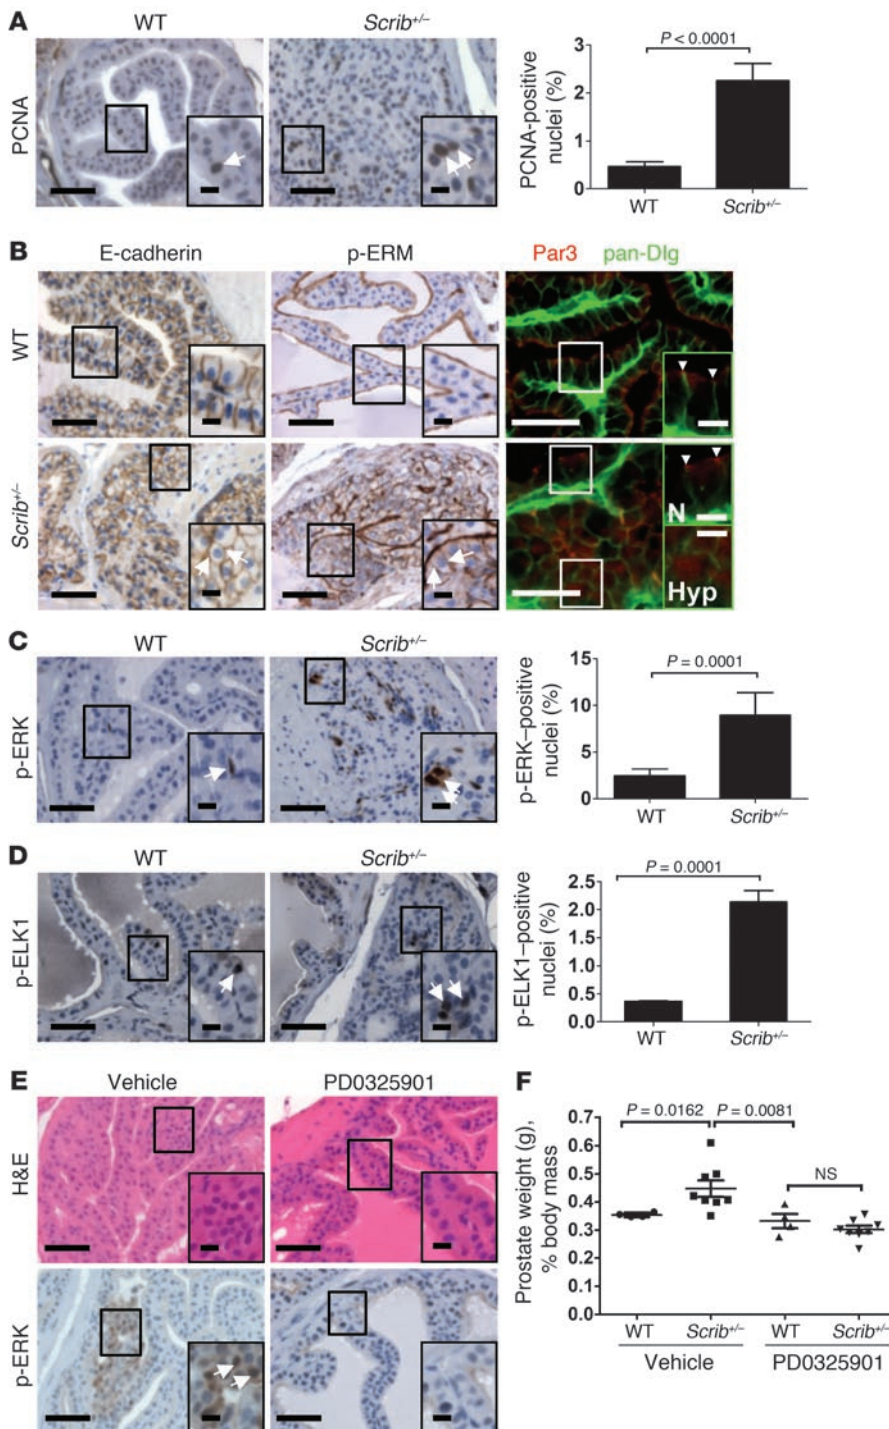 A
WT
Scrib+/–
PCNA
PCNA-positive
nuclei (%)
3
2
1
0
P < 0.0001
WT
Scrib+/–
B
E-cadherin
p-ERM
Par3 pan-Dlg
WT
Scrib+/–
N
Hyp
C
WT
Scrib+/–
p-ERK
p-ERK–positive
nuclei (%)
15
10
5
0
P = 0.0001
WT
Scrib+/–
D
WT
Scrib+/–
p-ELK1
p-ELK1–positive
nuclei (%)
2.5
2.0
1.5
1.0
0.5
0.0
P = 0.0001
WT
Scrib+/–
E
Vehicle
PD0325901
H&E
p-ERK
F
Prostate weight (g),
% body mass
0.7
0.6
0.5
0.4
0.3
0.2
0.1
0.0
P = 0.0162
P = 0.0081
NS
WT
Scrib+/–
WT
Scrib+/–
Vehicle
PD0325901